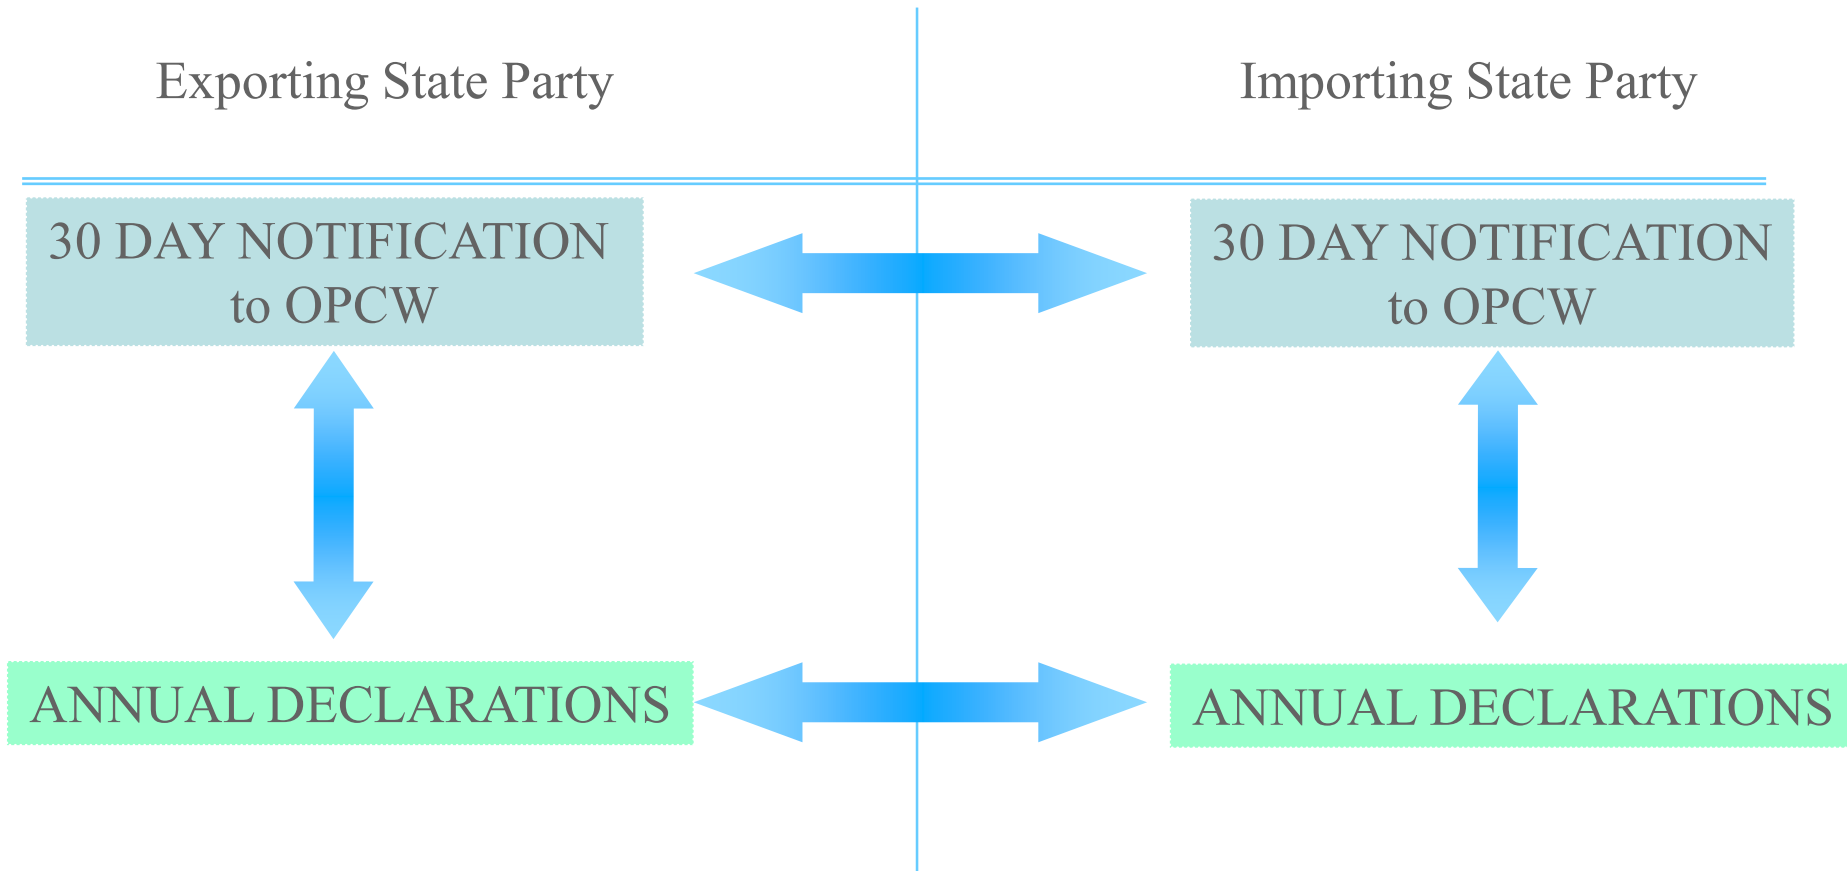 Exporting State Party
Importing State Party
30 DAY NOTIFICATION
to OPCW
30 DAY NOTIFICATION
to OPCW
ANNUAL DECLARATIONS
ANNUAL DECLARATIONS